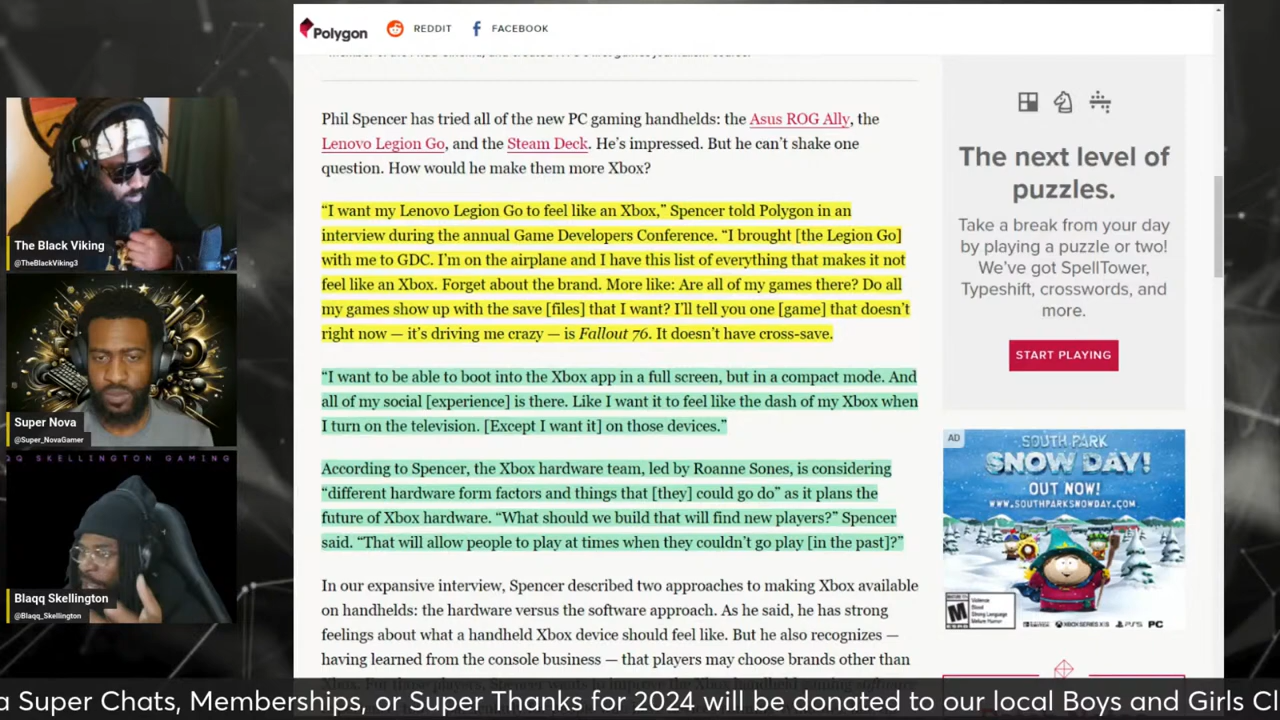 Polygon
REDDIT
FACEBOOK
Phil Spencer has tried all of the new PC gaming handhelds: the Asus ROG Ally, the
Lenovo Legion Go, and the Steam Deck. He’s impressed. But he can’t shake one
question. How would he make them more Xbox?
“I want my Lenovo Legion Go to feel like an Xbox,” Spencer told Polygon in an
interview during the annual Game Developers Conference. “I brought [the Legion Go]
with me to GDC. I’m on the airplane and I have this list of everything that makes it not
feel like an Xbox. Forget about the brand. More like: Are all of my games there? Do all
my games show up with the save [files] that I want? I’ll tell you one [game] that doesn’t
right now — it’s driving me crazy — is Fallout 76. It doesn’t have cross-save.
“I want to be able to boot into the Xbox app in a full screen, but in a compact mode. And
all of my social [experience] is there. Like I want it to feel like the dash of my Xbox when
I turn on the television. [Except I want it] on those devices.”
According to Spencer, the Xbox hardware team, led by Roanne Sones, is considering
“different hardware form factors and things that [they] could go do” as it plans the
future of Xbox hardware. “What should we build that will find new players?” Spencer
said. “That will allow people to play at times when they couldn’t go play [in the past]?”
In our expansive interview, Spencer described two approaches to making Xbox available
on handhelds: the hardware versus the software approach. As he said, he has strong
feelings about what a handheld Xbox device should feel like. But he also recognizes —
having learned from the console business — that players may choose brands other than
The next level of
puzzles.
Take a break from your day
by playing a puzzle or two!
We’ve got SpellTower,
Typeshift, crosswords, and
more.
START PLAYING
AD
SOUTH PARK
SNOW DAY!
OUT NOW!
WWW.SOUTHPARKSNOWDAY.COM
M
XBOX SERIES X|S
PS5
PC
The Black Viking
@TheBlackViking3
Super Nova
@Super_NovaGamer
QQ SKELLINGTON GAMING
Blaqq Skellington
@Blaqq_Skellington
a Super Chats, Memberships, or Super Thanks for 2024 will be donated to our local Boys and Girls Cl